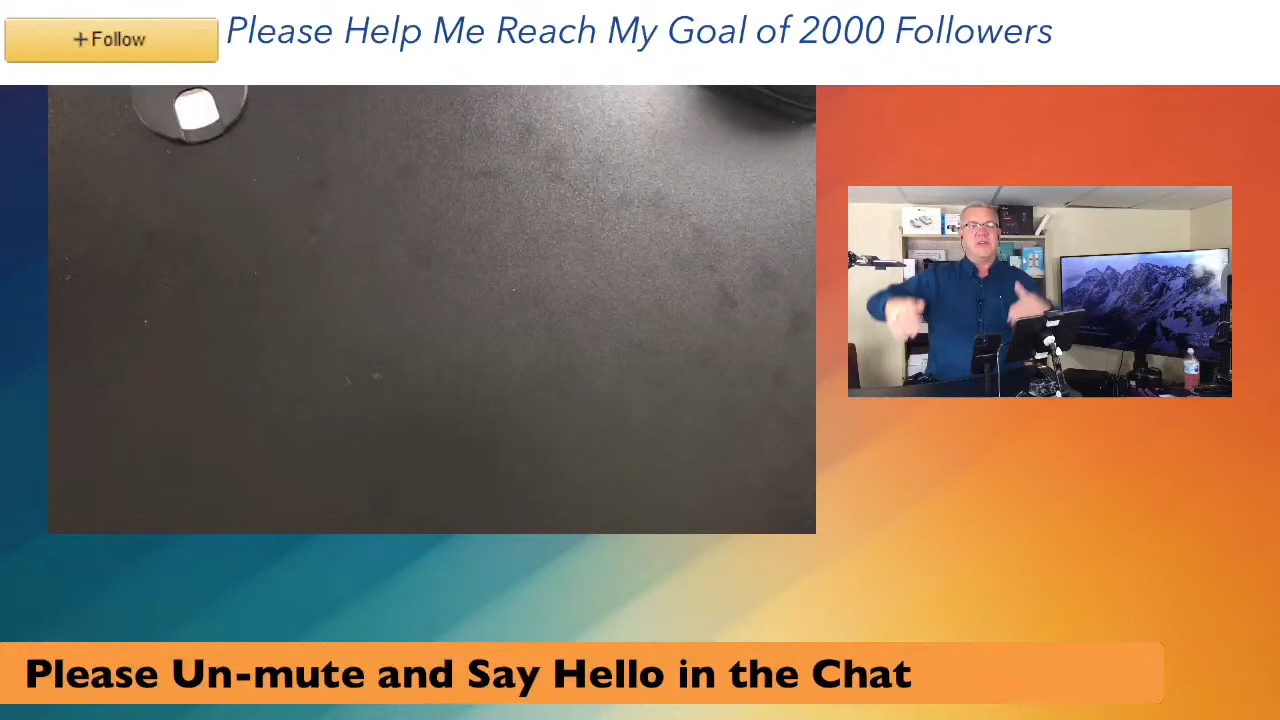 +Follow
Please Help Me Reach My Goal of 2000 Followers
Please Un-mute and Say Hello in the Chat